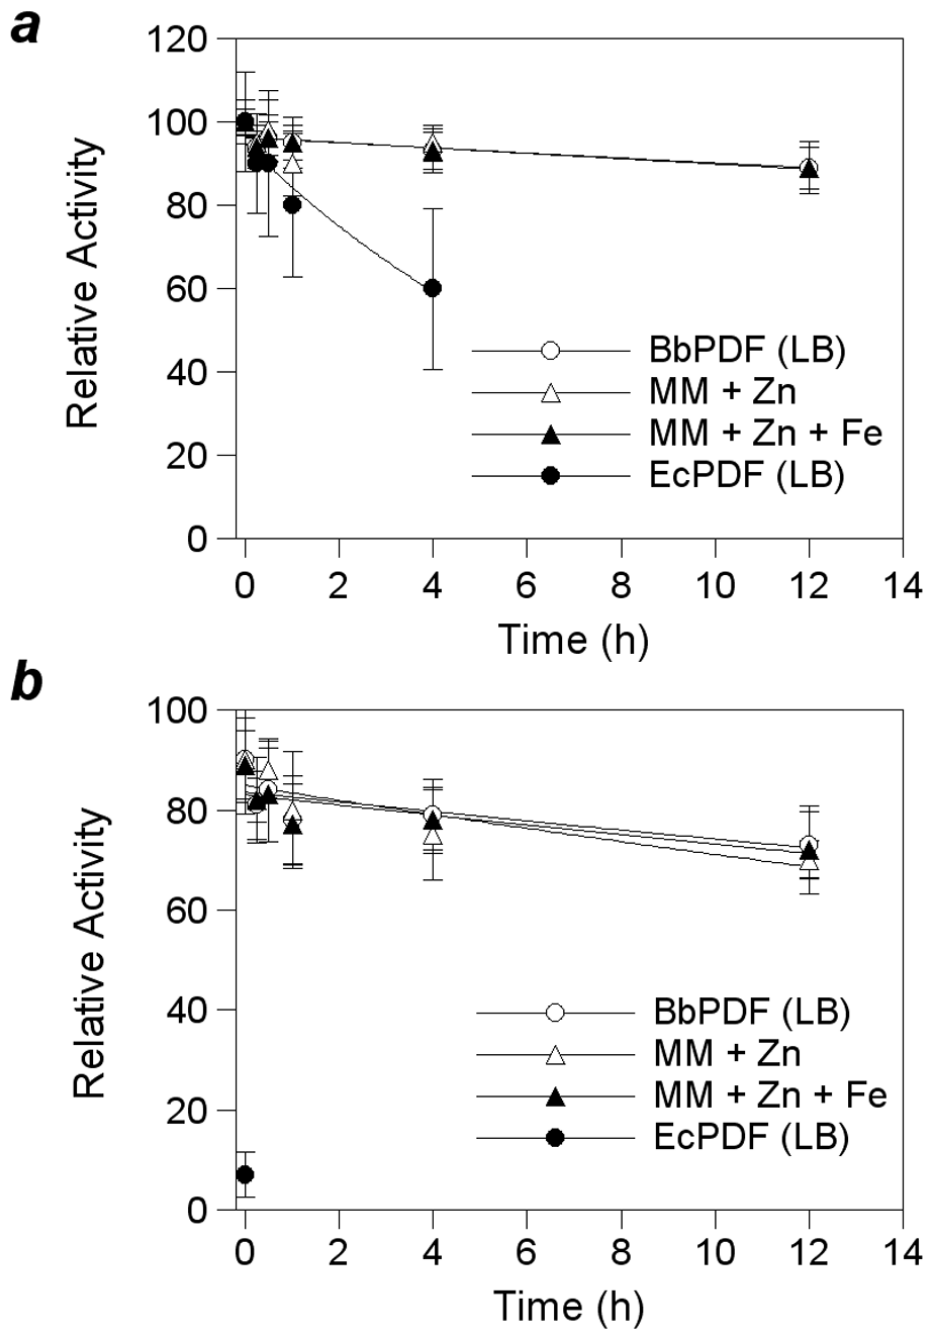 a
120
100
80
60
40
20
0
Relative Activity
BbPDF (LB)
MM + Zn
MM + Zn + Fe
EcPDF (LB)
0 2 4 6 8 10 12 14
Time (h)
b
100
80
60
40
20
0
Relative Activity
BbPDF (LB)
MM + Zn
MM + Zn + Fe
EcPDF (LB)
0 2 4 6 8 10 12 14
Time (h)